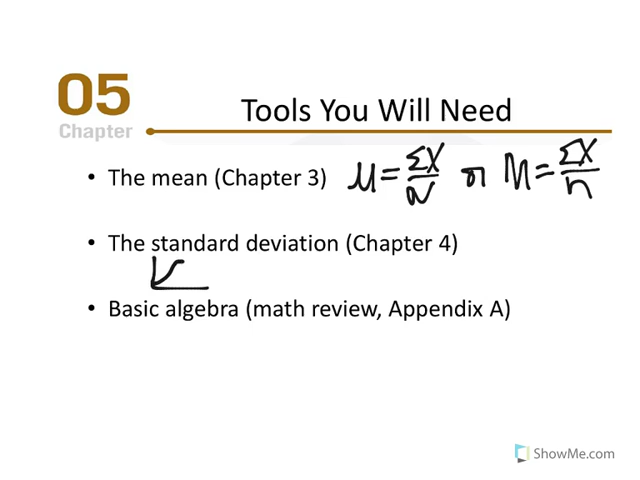 05
Chapter
Tools You Will Need
• The mean (Chapter 3) μ = ΣX/N or M = ΣX/n
• The standard deviation (Chapter 4)
• Basic algebra (math review, Appendix A)
ShowMe.com